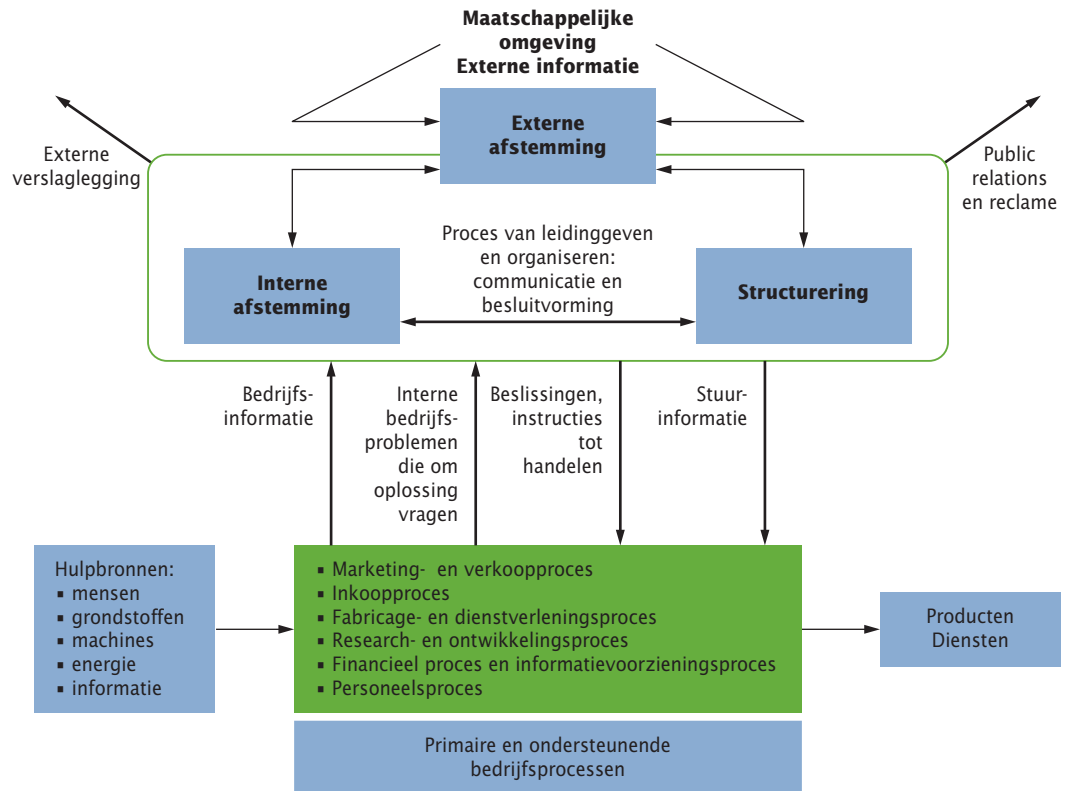 Maatschappelijke
omgeving
Externe informatie
Externe
afstemming
Externe
verslaglegging
Public
relations
en reclame
Proces van leidinggeven
en organiseren:
communicatie en
besluitvorming
Interne
afstemming
Structurering
Bedrijfs-
informatie
Interne
bedrijfs-
problemen
die om
oplossing
vragen
Beslissingen,
instructies
tot
handelen
Stuur-
informatie
Hulpbronnen:
▪ mensen
▪ grondstoffen
▪ machines
▪ energie
▪ informatie
▪ Marketing- en verkoopproces
▪ Inkoopproces
▪ Fabricage- en dienstverleningsproces
▪ Research- en ontwikkelingsproces
▪ Financieel proces en informatievoorzieningsproces
▪ Personeelsproces
Producten
Diensten
Primaire en ondersteunende
bedrijfsprocessen